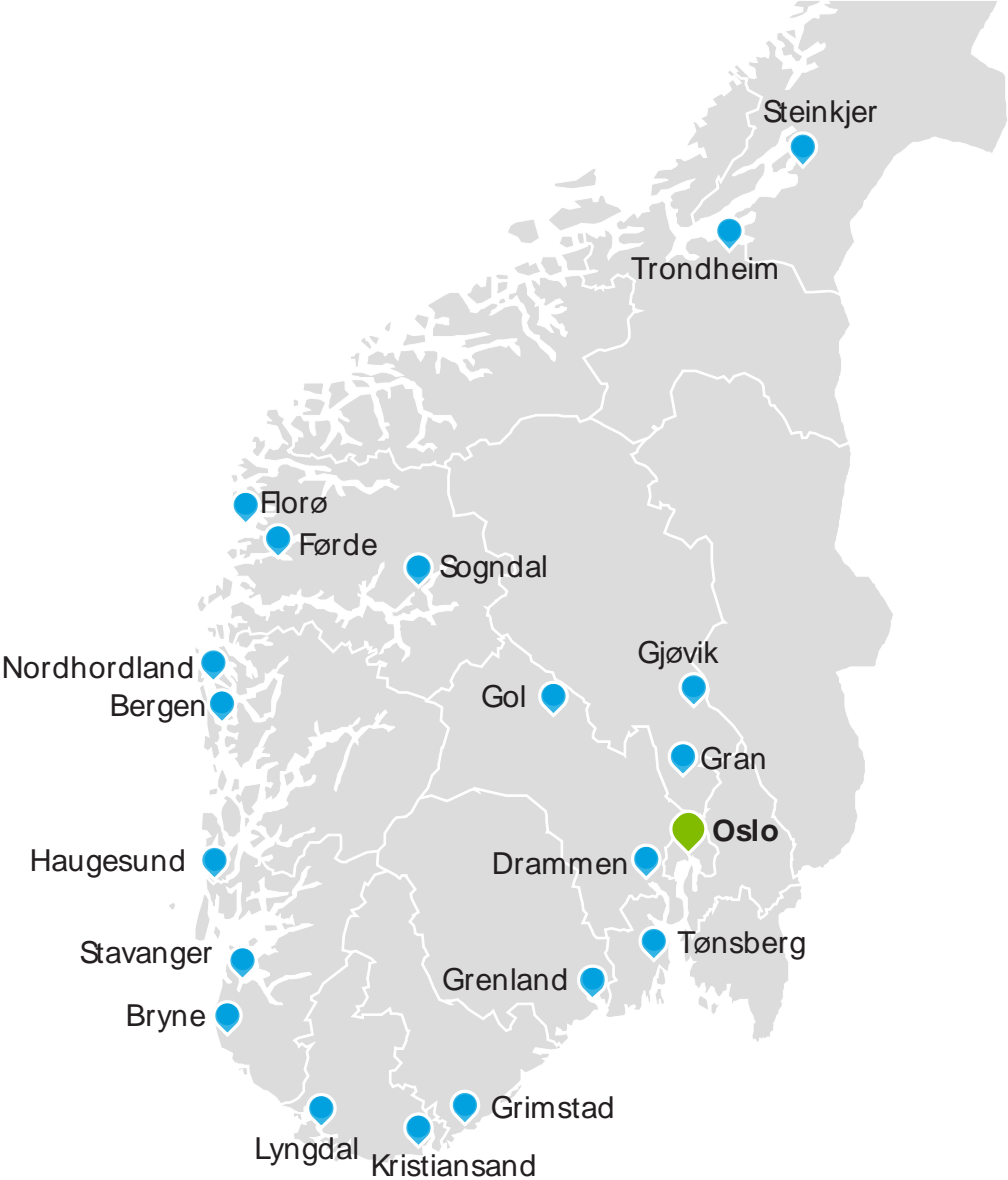 Steinkjer
Trondheim
Florø
Førde
Sogndal
Gjøvik
Nordhordland
Gol
Bergen
Gran
Oslo
Haugesund
Drammen
Tønsberg
Stavanger
Grenland
Bryne
Grimstad
Lyngdal
Kristiansand